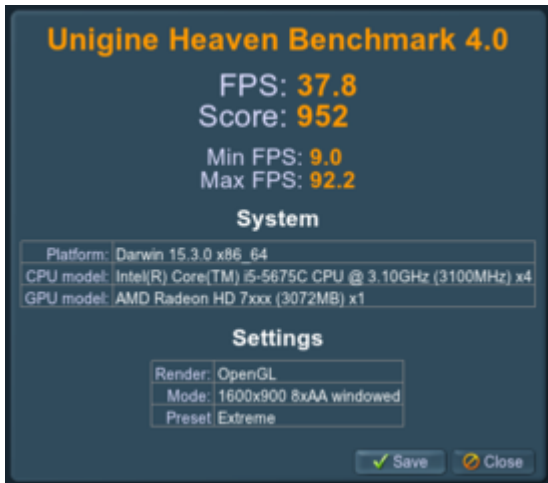 Unigine Heaven Benchmark 4.0
FPS: 37.8
Score: 952
Min FPS: 9.0
Max FPS: 92.2
System
Platform: Darwin 15.3.0 x86_64
CPU model: Intel(R) Core(TM) i5-5675C CPU @ 3.10GHz (3100MHz) x4
GPU model: AMD Radeon HD 7xxx (3072MB) x1
Settings
Render: OpenGL
Mode: 1600x900 8xAA windowed
Preset Extreme
Save Close